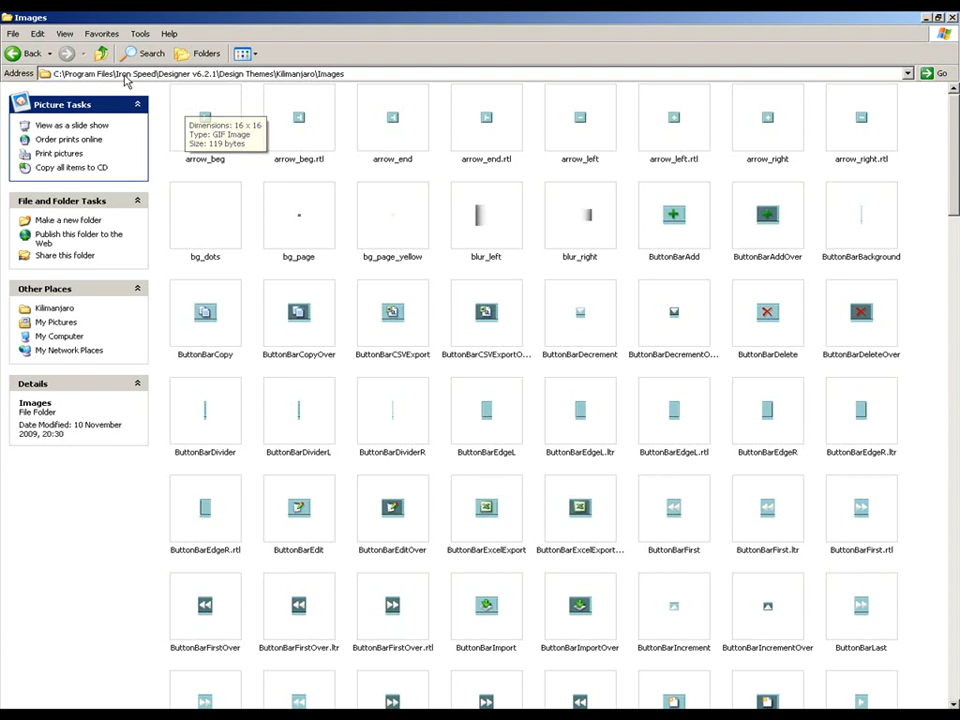 Images
File Edit View Favorites Tools Help
Back Search Folders
Address C:\Program Files\Iron Speed\Designer v6.2.1\Design Themes\Kilimanjaro\Images Go
Picture Tasks
View as a slide show
Order prints online
Print pictures
Copy all items to CD
File and Folder Tasks
Make a new folder
Publish this folder to the
Web
Share this folder
Other Places
Kilimanjaro
My Pictures
My Computer
My Network Places
Details
Images
File Folder
Date Modified: 10 November
2009, 20:30
Dimensions: 16 x 16
Type: GIF Image
Size: 119 bytes
arrow_beg arrow_beg.rtl arrow_end arrow_end.rtl arrow_left arrow_left.rtl arrow_right arrow_right.rtl
bg_dots bg_page bg_page_yellow blur_left blur_right ButtonBarAdd ButtonBarAddOver ButtonBarBackground
ButtonBarCopy ButtonBarCopyOver ButtonBarCSVExport ButtonBarCSVExportO... ButtonBarDecrement ButtonBarDecrementO... ButtonBarDelete ButtonBarDeleteOver
ButtonBarDivider ButtonBarDividerL ButtonBarDividerR ButtonBarEdgeL ButtonBarEdgeL.ltr ButtonBarEdgeL.rtl ButtonBarEdgeR ButtonBarEdgeR.ltr
ButtonBarEdgeR.rtl ButtonBarEdit ButtonBarEditOver ButtonBarExcelExport ButtonBarExcelExport... ButtonBarFirst ButtonBarFirst.ltr ButtonBarFirst.rtl
ButtonBarFirstOver ButtonBarFirstOver.ltr ButtonBarFirstOver.rtl ButtonBarImport ButtonBarImportOver ButtonBarIncrement ButtonBarIncrementOver ButtonBarLast